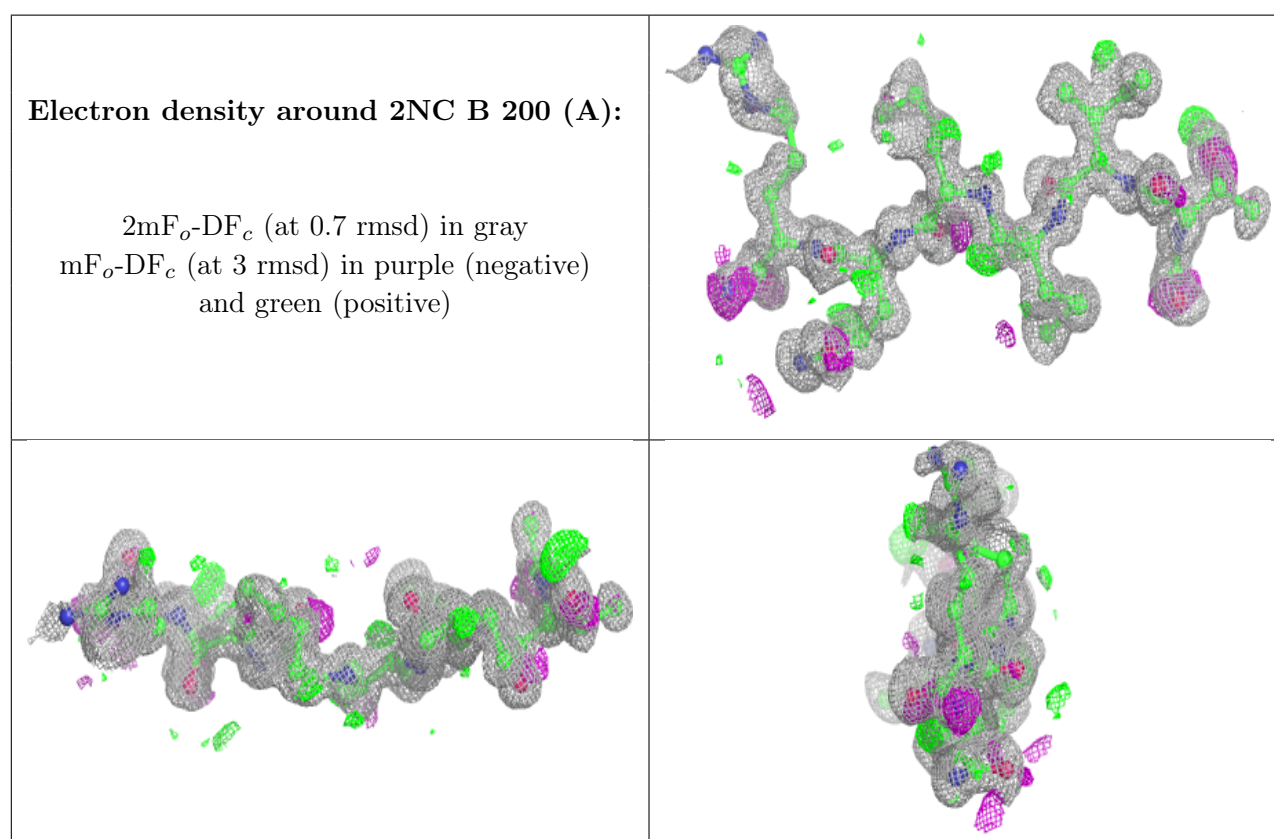 Electron density around 2NC B 200 (A):
2mFₒ-DF𝒸 (at 0.7 rmsd) in gray
mFₒ-DF𝒸 (at 3 rmsd) in purple (negative)
and green (positive)